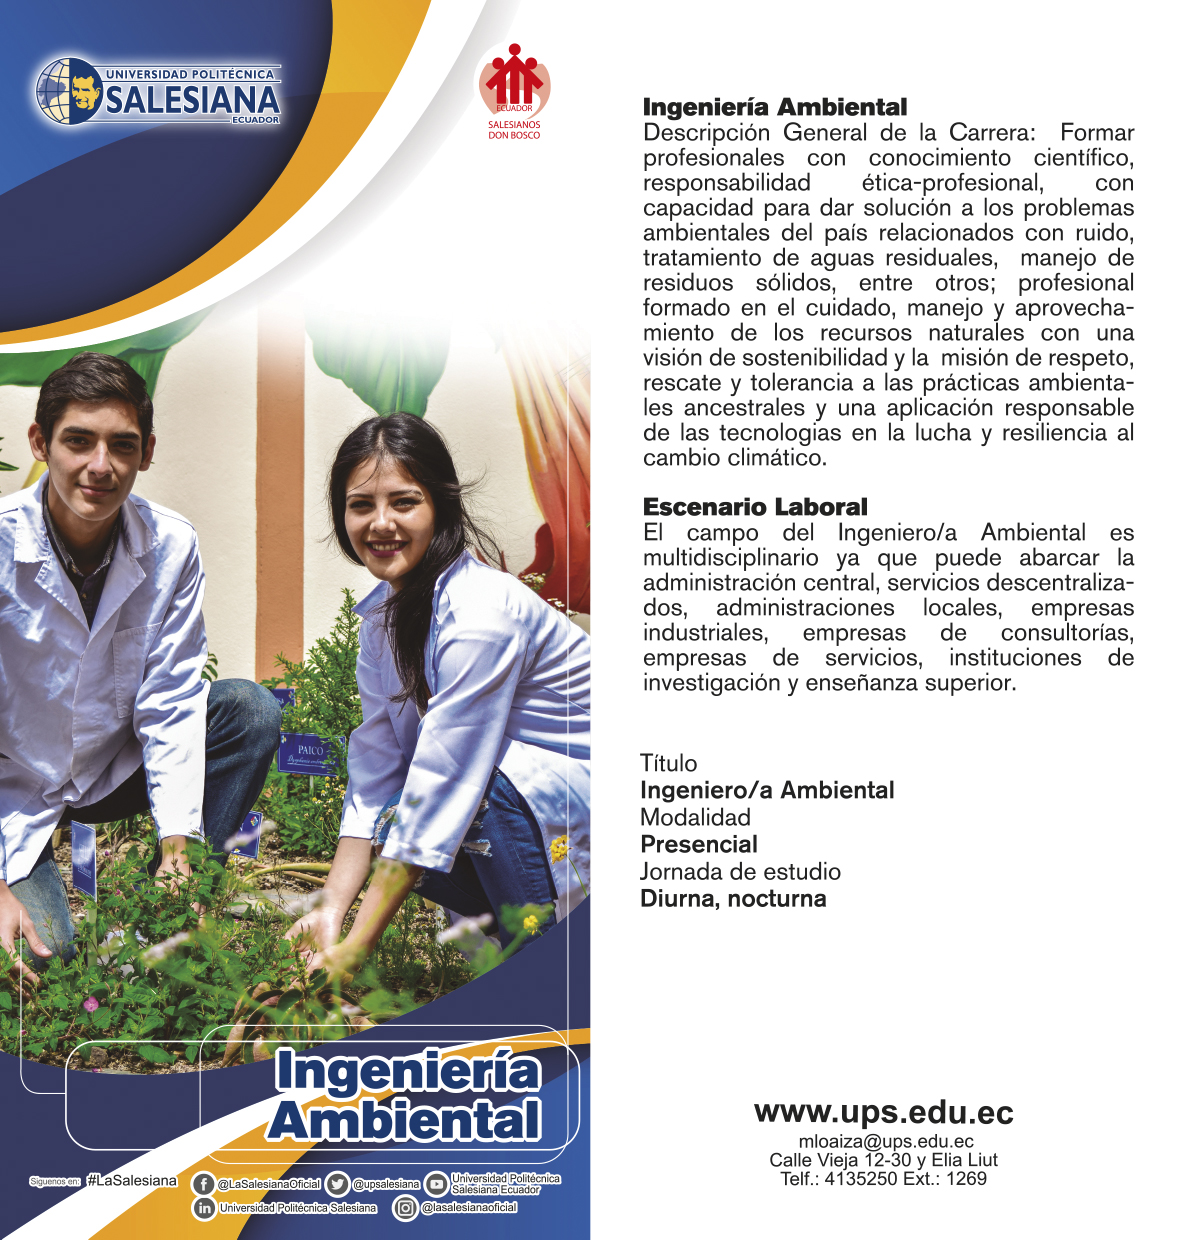 UNIVERSIDAD POLITÉCNICA
SALESIANA
ECUADOR
ECUADOR
SALESIANOS
DON BOSCO
PAICO
Ingeniería
Ambiental
Síguenos en: #LaSalesiana
@LaSalesianaOficial
@upsalesiana
Universidad Politécnica
Salesiana Ecuador
Universidad Politécnica Salesiana
@lasalesianaoficial
Ingeniería Ambiental
Descripción General de la Carrera: Formar
profesionales con conocimiento científico,
responsabilidad ética-profesional, con
capacidad para dar solución a los problemas
ambientales del país relacionados con ruido,
tratamiento de aguas residuales, manejo de
residuos sólidos, entre otros; profesional
formado en el cuidado, manejo y aprovecha-
miento de los recursos naturales con una
visión de sostenibilidad y la misión de respeto,
rescate y tolerancia a las prácticas ambienta-
les ancestrales y una aplicación responsable
de las tecnologias en la lucha y resiliencia al
cambio climático.
Escenario Laboral
El campo del Ingeniero/a Ambiental es
multidisciplinario ya que puede abarcar la
administración central, servicios descentraliza-
dos, administraciones locales, empresas
industriales, empresas de consultorías,
empresas de servicios, instituciones de
investigación y enseñanza superior.
Título
Ingeniero/a Ambiental
Modalidad
Presencial
Jornada de estudio
Diurna, nocturna
www.ups.edu.ec
mloaiza@ups.edu.ec
Calle Vieja 12-30 y Elia Liut
Telf.: 4135250 Ext.: 1269